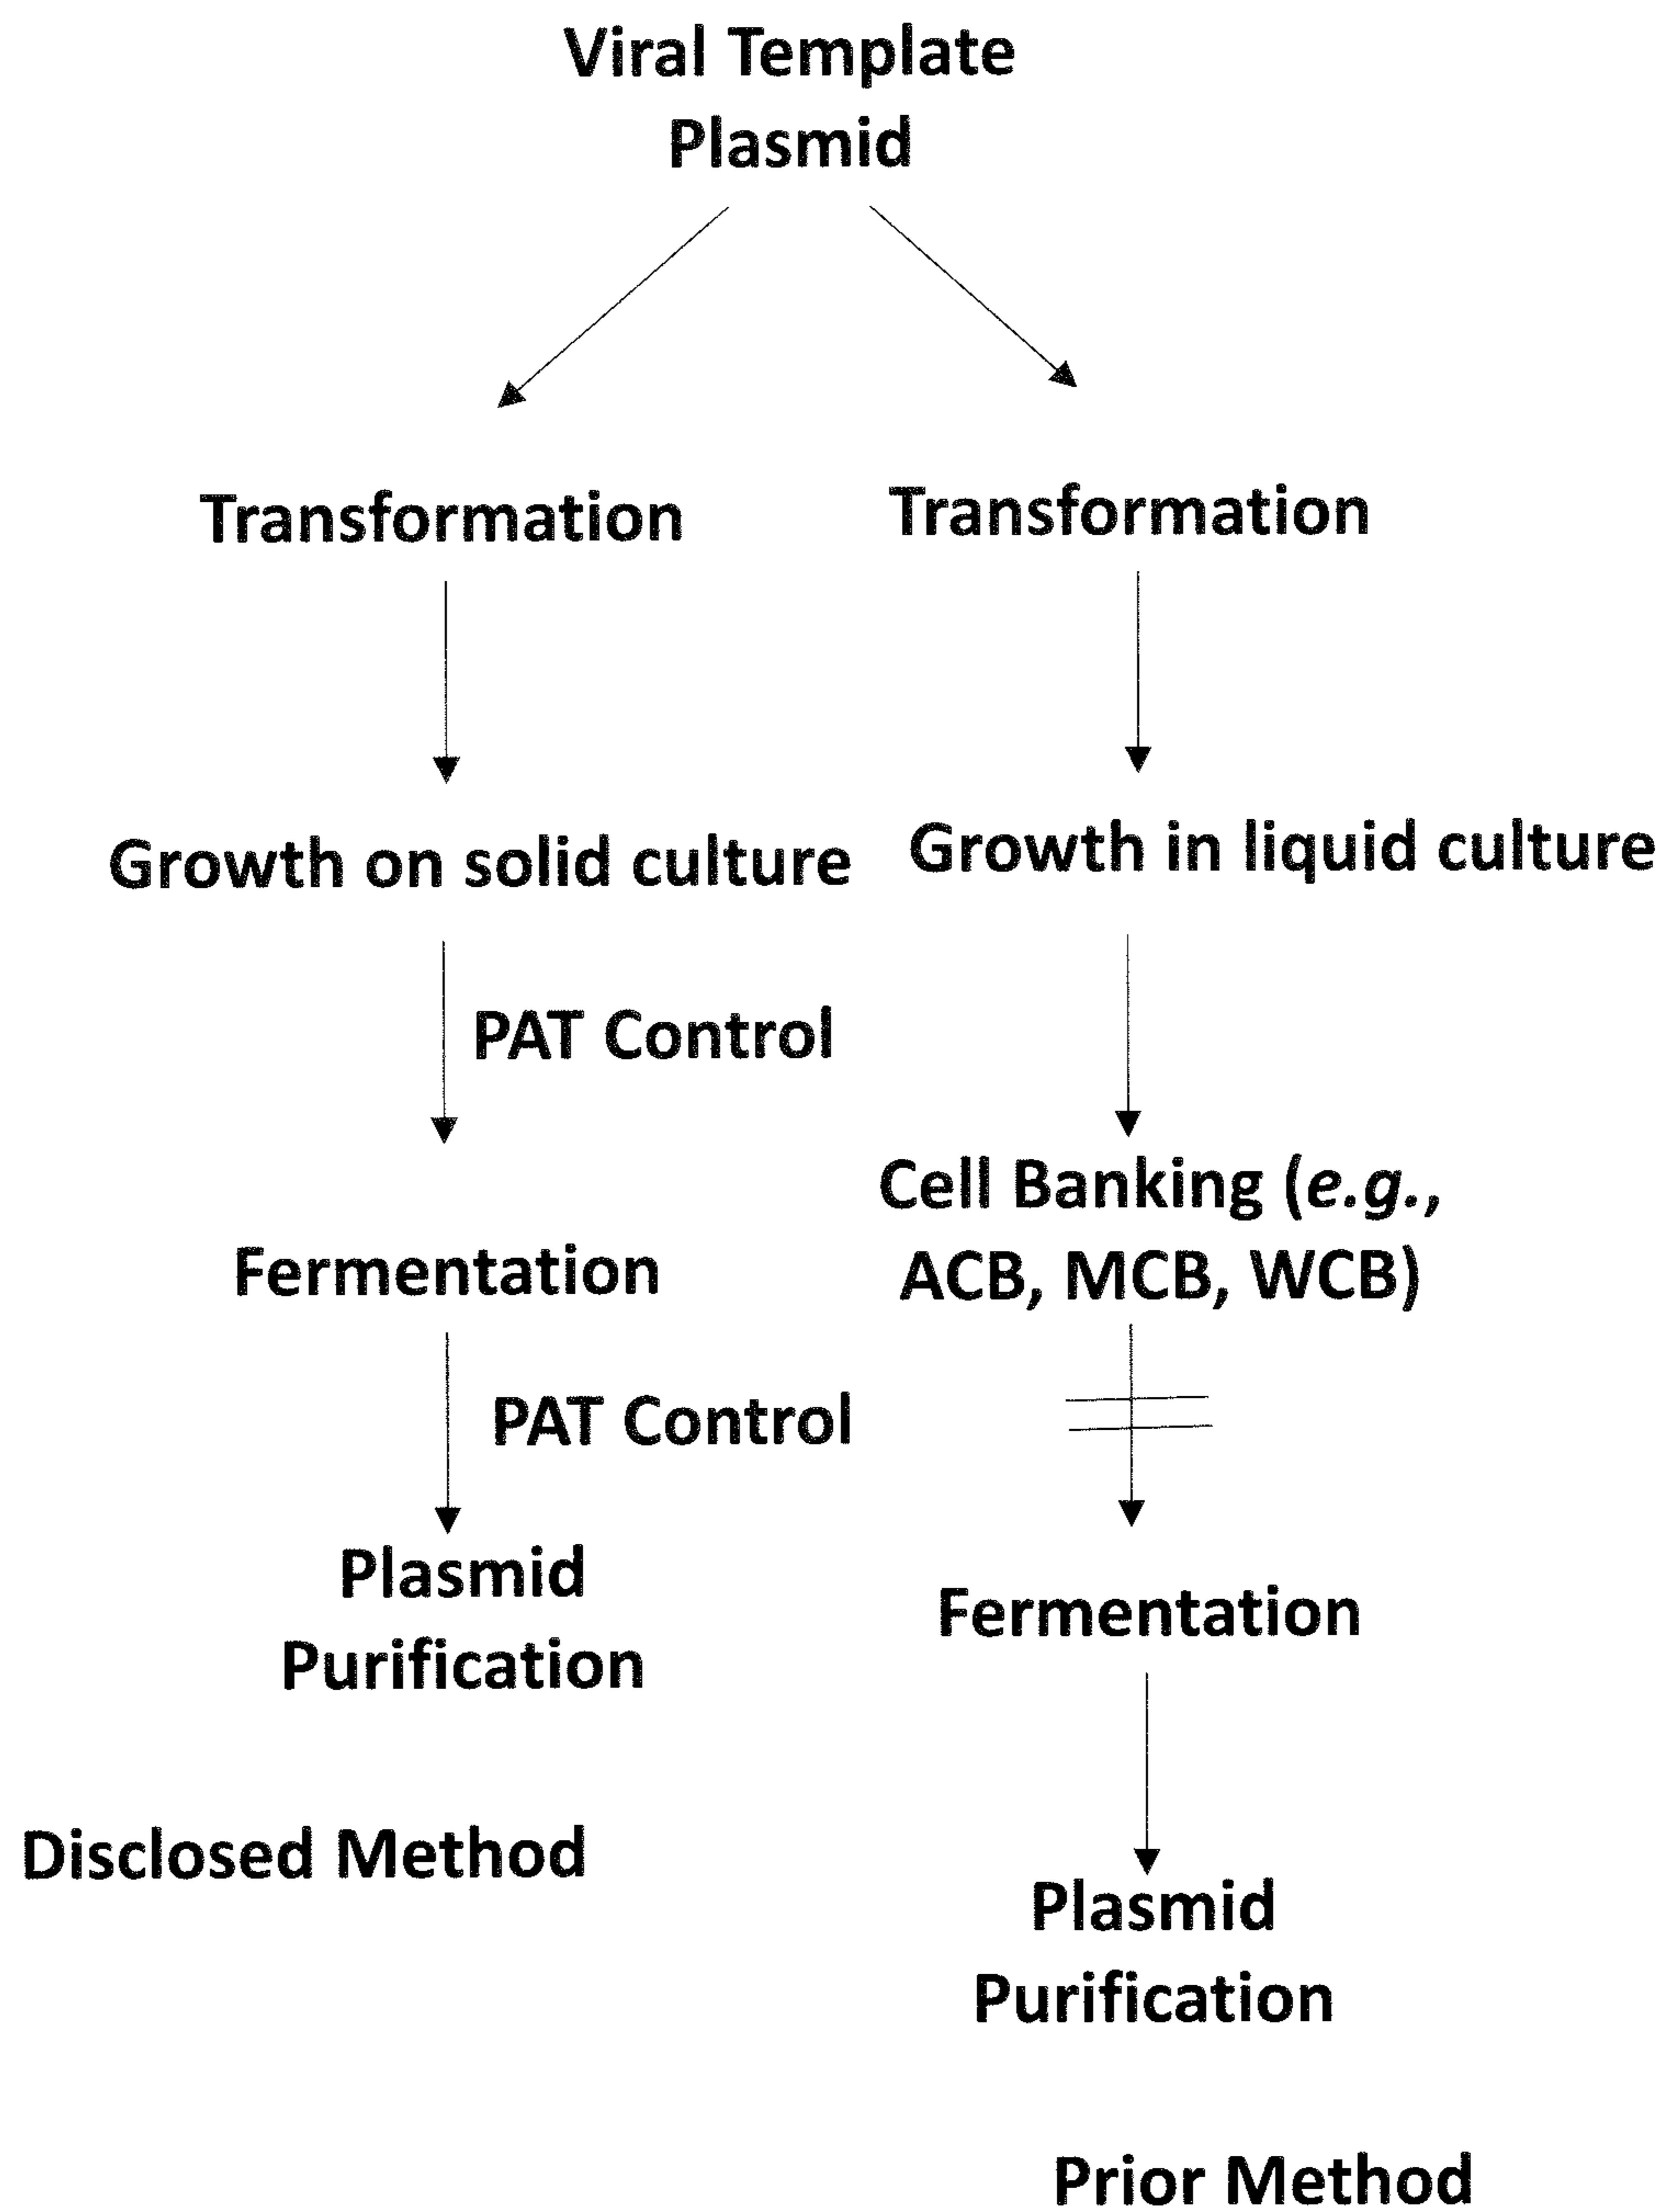 Viral Template
Plasmid
Transformation
Growth on solid culture
PAT Control
Fermentation
PAT Control
Plasmid
Purification
Disclosed Method
Transformation
Growth in liquid culture
Cell Banking (e.g.,
ACB, MCB, WCB)
Fermentation
Plasmid
Purification
Prior Method